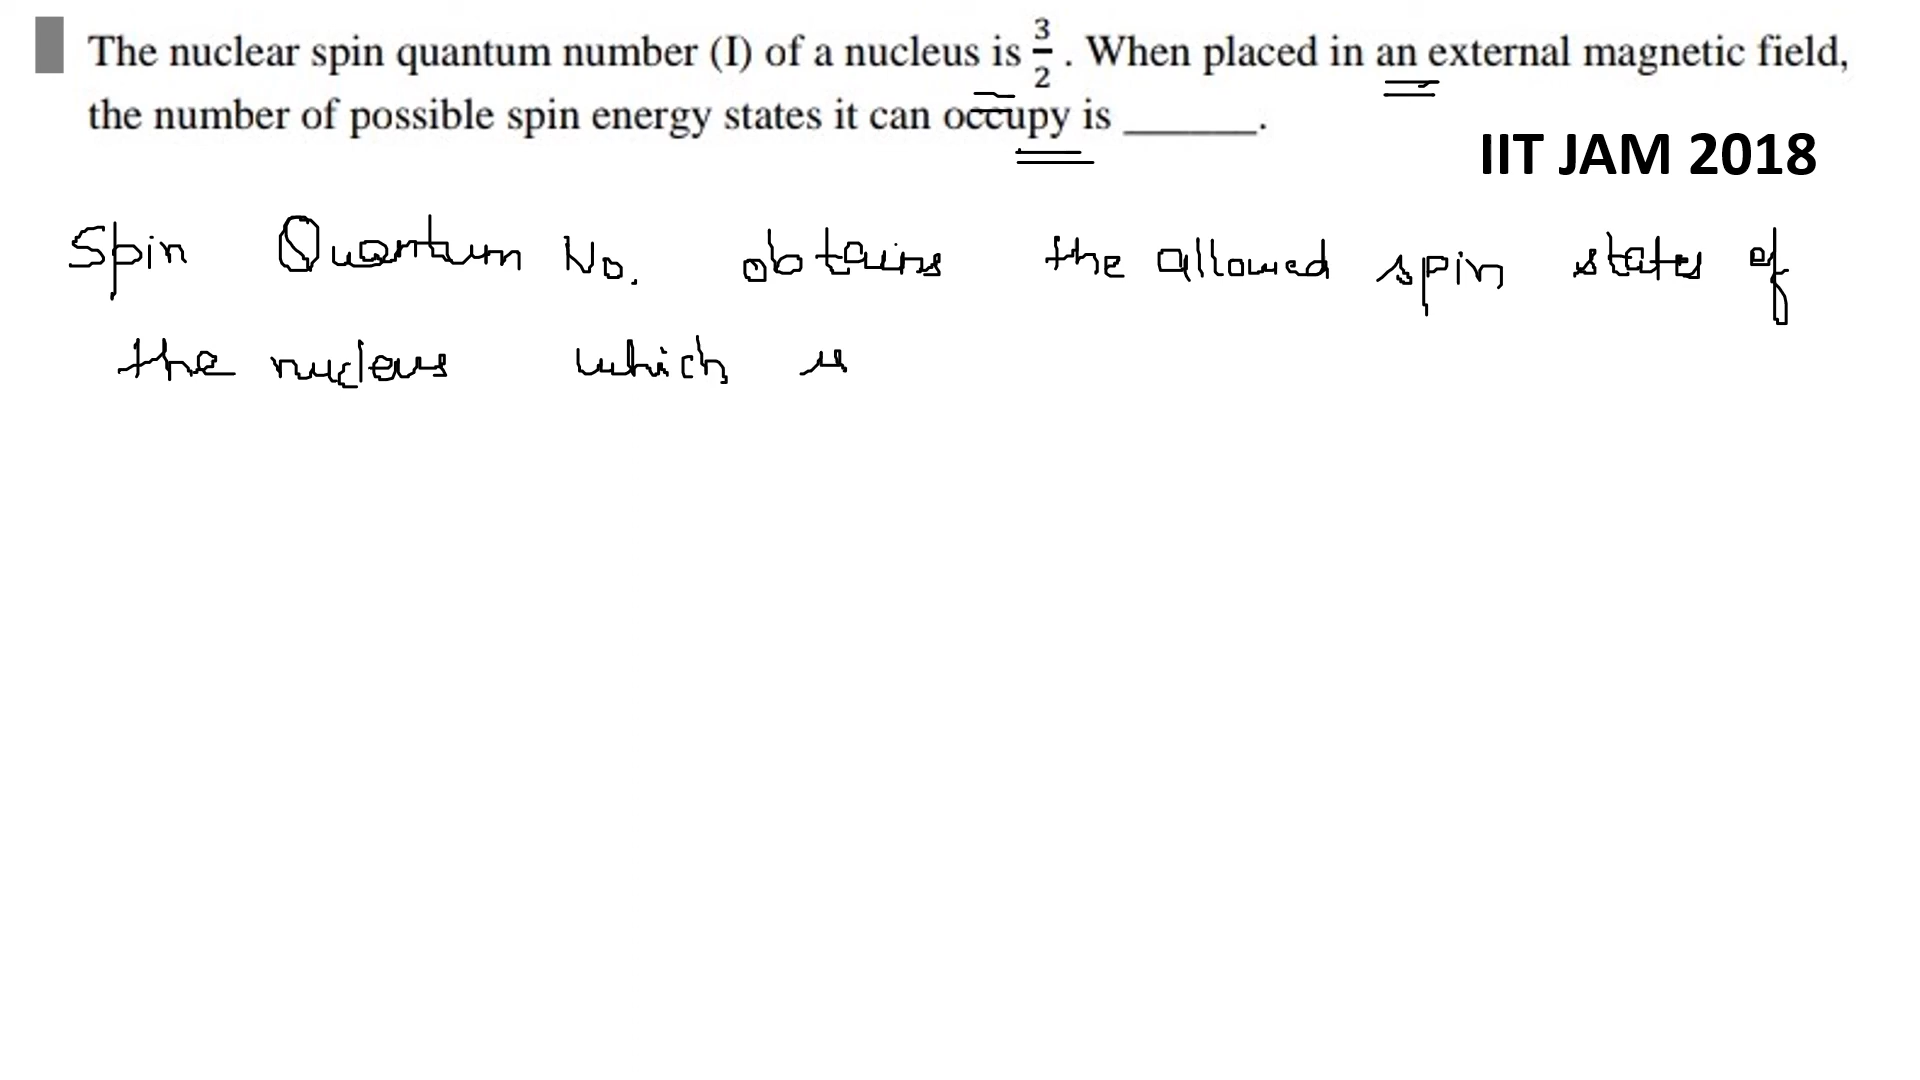 The nuclear spin quantum number (I) of a nucleus is 3/2 . When placed in an external magnetic field,
the number of possible spin energy states it can occupy is ______.
IIT JAM 2018
Spin Quantum No. obtains the allowed spin states of
the nucleus which is